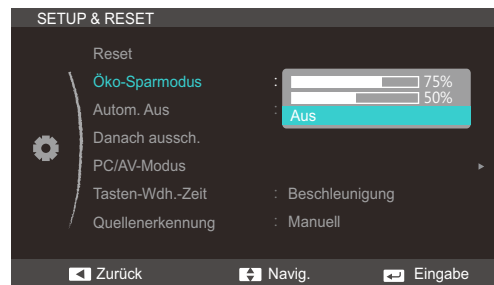 SETUP & RESET
Reset
Öko-Sparmodus : 75%
50%
Autom. Aus : Aus
Danach aussch.
PC/AV-Modus
Tasten-Wdh.-Zeit : Beschleunigung
Quellenerkennung : Manuell
Zurück Navig. Eingabe